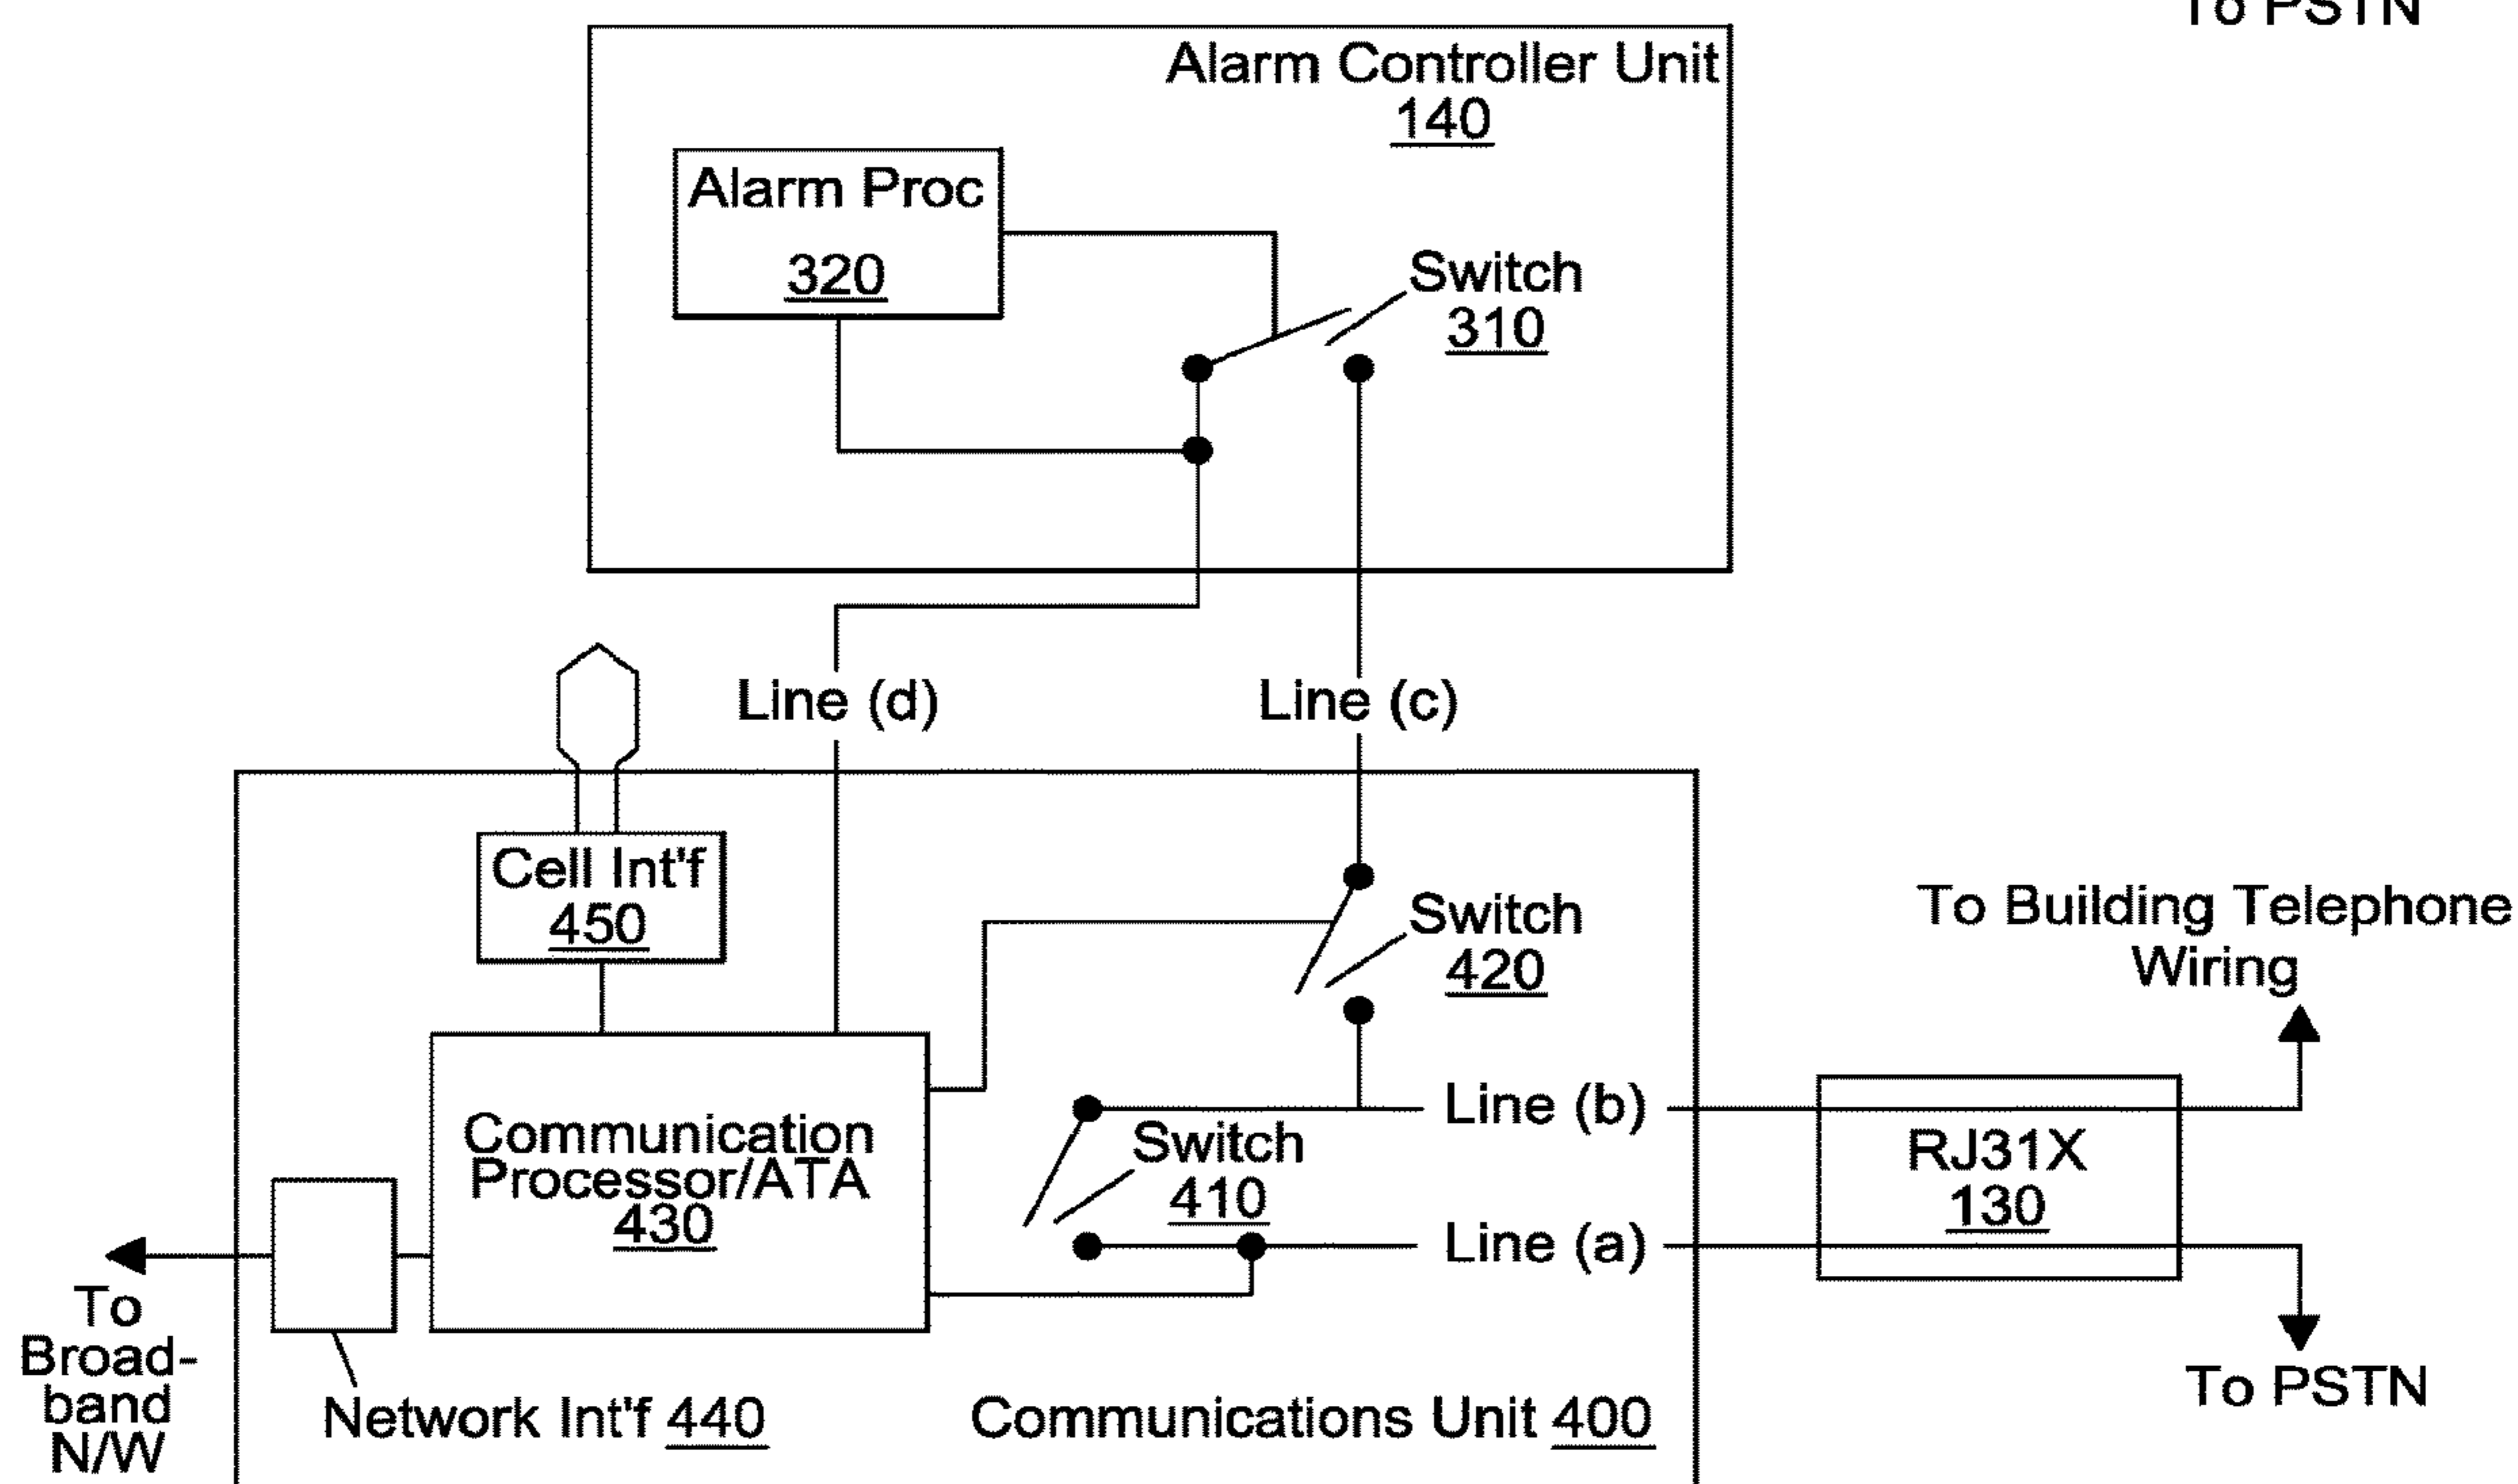 To PSTN
Alarm Controller Unit
140
Alarm Proc
320
Switch
310
Line (d)
Line (c)
Cell Int'f
450
Switch
420
To Building Telephone
Wiring
Communication
Processor/ATA
430
Switch
410
Line (b)
Line (a)
RJ31X
130
To
Broad-
band
N/W
Network Int'f 440
Communications Unit 400
To PSTN